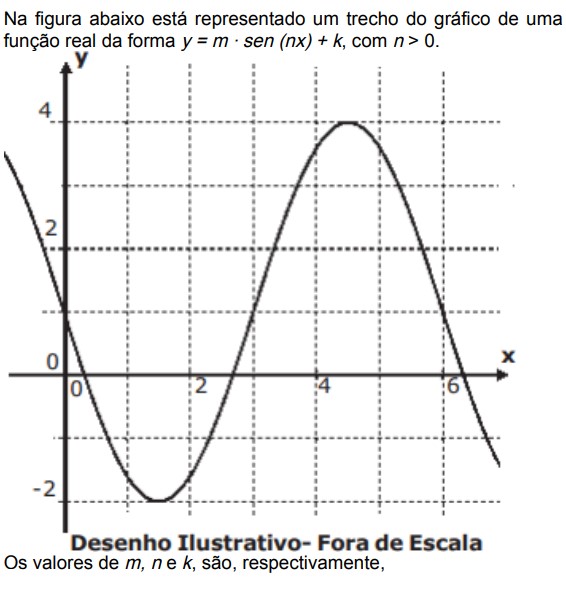 Na figura abaixo está representado um trecho do gráfico de uma
função real da forma y = m · sen (nx) + k, com n > 0.
y
4
2
0
x
0
2
4
6
-2
Desenho Ilustrativo- Fora de Escala
Os valores de m, n e k, são, respectivamente,